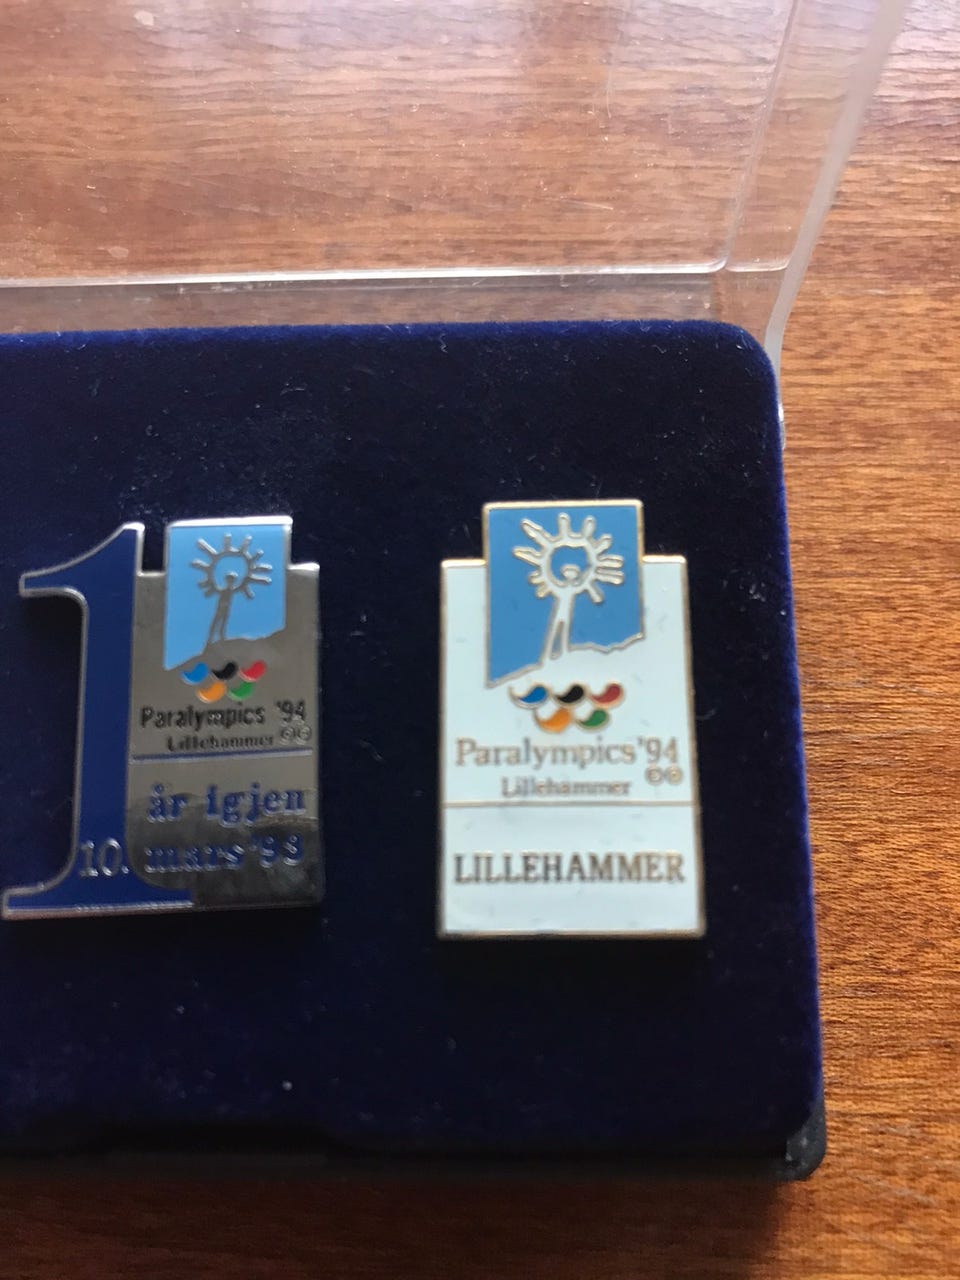 1
Paralympics '94
Lillehammer ©©
år igjen
10. mars '93
Paralympics '94
Lillehammer ©©
LILLEHAMMER